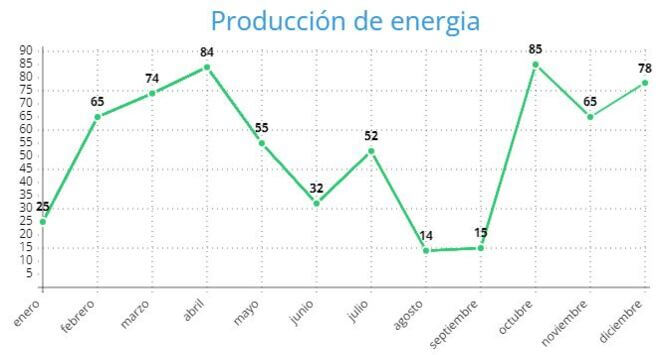 Producción de energia
90
85
80
75
70
65
60
55
50
45
40
35
30
25
20
15
10
5
25
65
74
84
55
32
52
14
15
85
65
78
enero
febrero
marzo
abril
mayo
junio
julio
agosto
septiembre
octubre
noviembre
diciembre